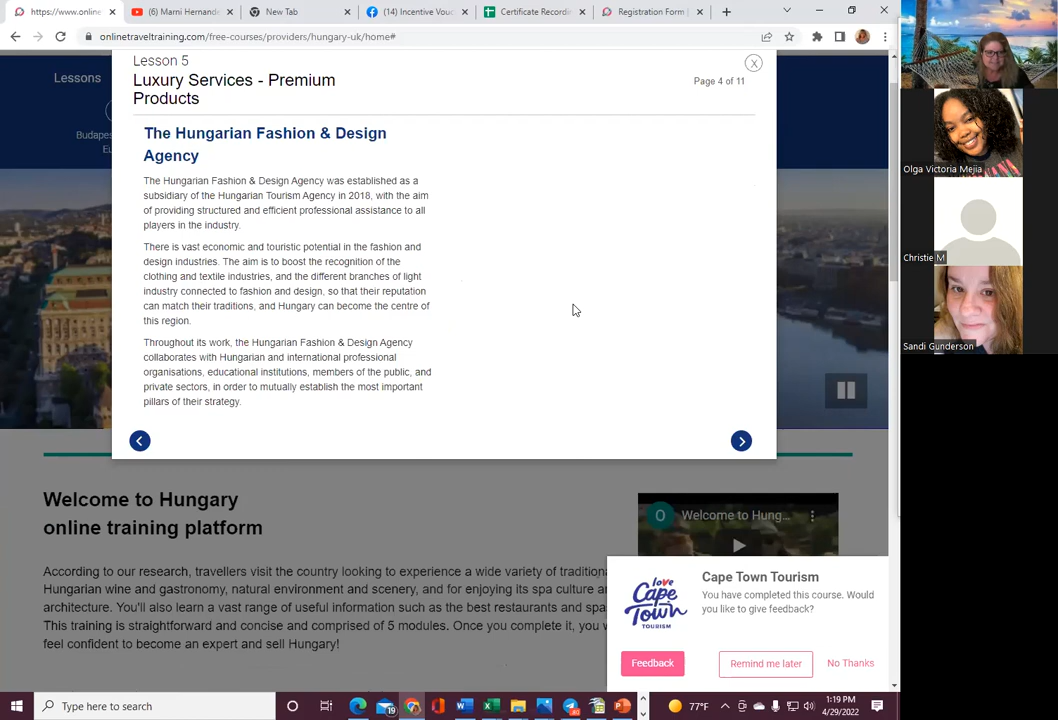 https://www.online
(6) Marni Hernande
New Tab
(14) Incentive Vouc
Certificate Recordin
Registration Form |
onlinetraveltraining.com/free-courses/providers/hungary-uk/home#
Lessons
Lesson 5
Luxury Services - Premium
Products
X
Page 4 of 11
The Hungarian Fashion & Design
Agency
The Hungarian Fashion & Design Agency was established as a
subsidiary of the Hungarian Tourism Agency in 2018, with the aim
of providing structured and efficient professional assistance to all
players in the industry.
There is vast economic and touristic potential in the fashion and
design industries. The aim is to boost the recognition of the
clothing and textile industries, and the different branches of light
industry connected to fashion and design, so that their reputation
can match their traditions, and Hungary can become the centre of
this region.
Throughout its work, the Hungarian Fashion & Design Agency
collaborates with Hungarian and international professional
organisations, educational institutions, members of the public, and
private sectors, in order to mutually establish the most important
pillars of their strategy.
Budapes
Eu
Olga Victoria Mejia
Christie M
Sandi Gunderson
Welcome to Hungary
online training platform
O Welcome to Hung...
According to our research, travellers visit the country looking to experience a wide variety of traditiona
Hungarian wine and gastronomy, natural environment and scenery, and for enjoying its spa culture a
architecture. You'll also learn a vast range of useful information such as the best restaurants and spas
This training is straightforward and concise and comprised of 5 modules. Once you complete it, you w
feel confident to become an expert and sell Hungary!
love
Cape
Town
TOURISM
Cape Town Tourism
You have completed this course. Would
you like to give feedback?
Feedback
Remind me later
No Thanks
Type here to search
19
77°F
1:19 PM
4/29/2022